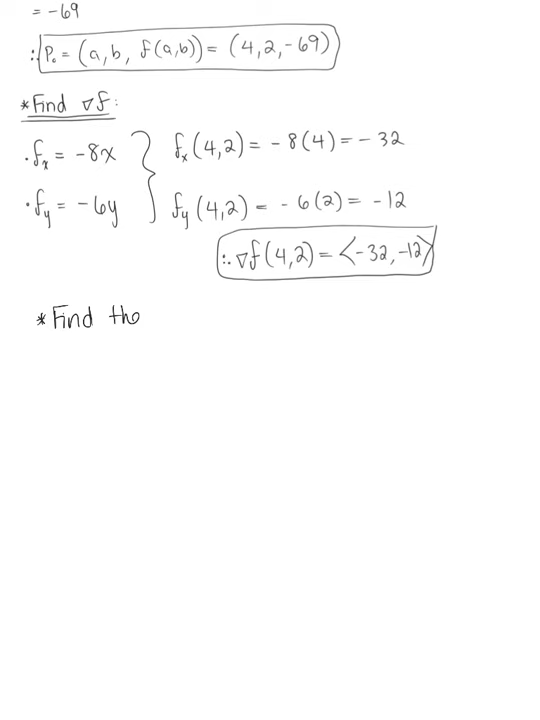 = -69
∴ P₀ = (a, b, f(a,b)) = (4, 2, -69)
*Find ∇f:
· fₓ = -8x } fₓ(4,2) = -8(4) = -32
· f_y = -6y } f_y(4,2) = -6(2) = -12
∴ ∇f(4,2) = <-32, -12>
*Find the